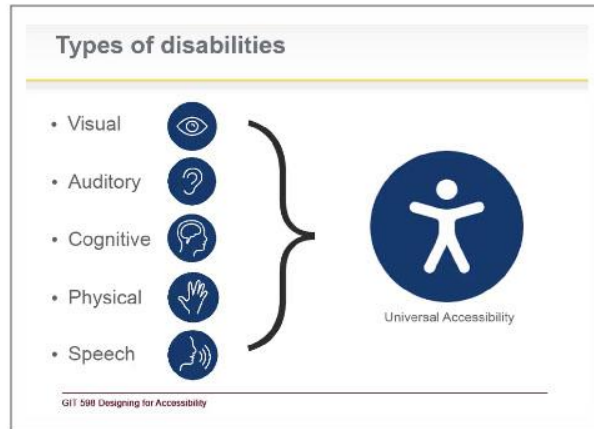 Types of disabilities
• Visual
• Auditory
• Cognitive
• Physical
• Speech
Universal Accessibility
GIT 598 Designing for Accessibility